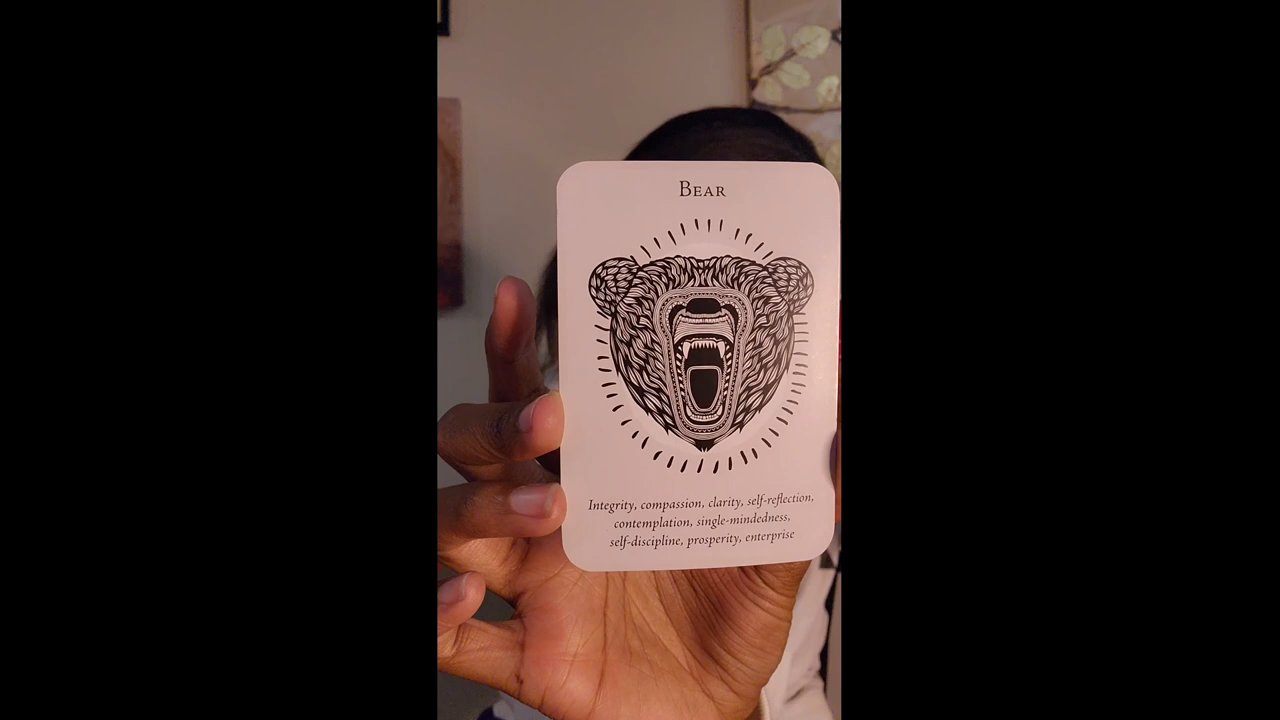 Bear
Integrity, compassion, clarity, self-reflection,
contemplation, single-mindedness,
self-discipline, prosperity, enterprise